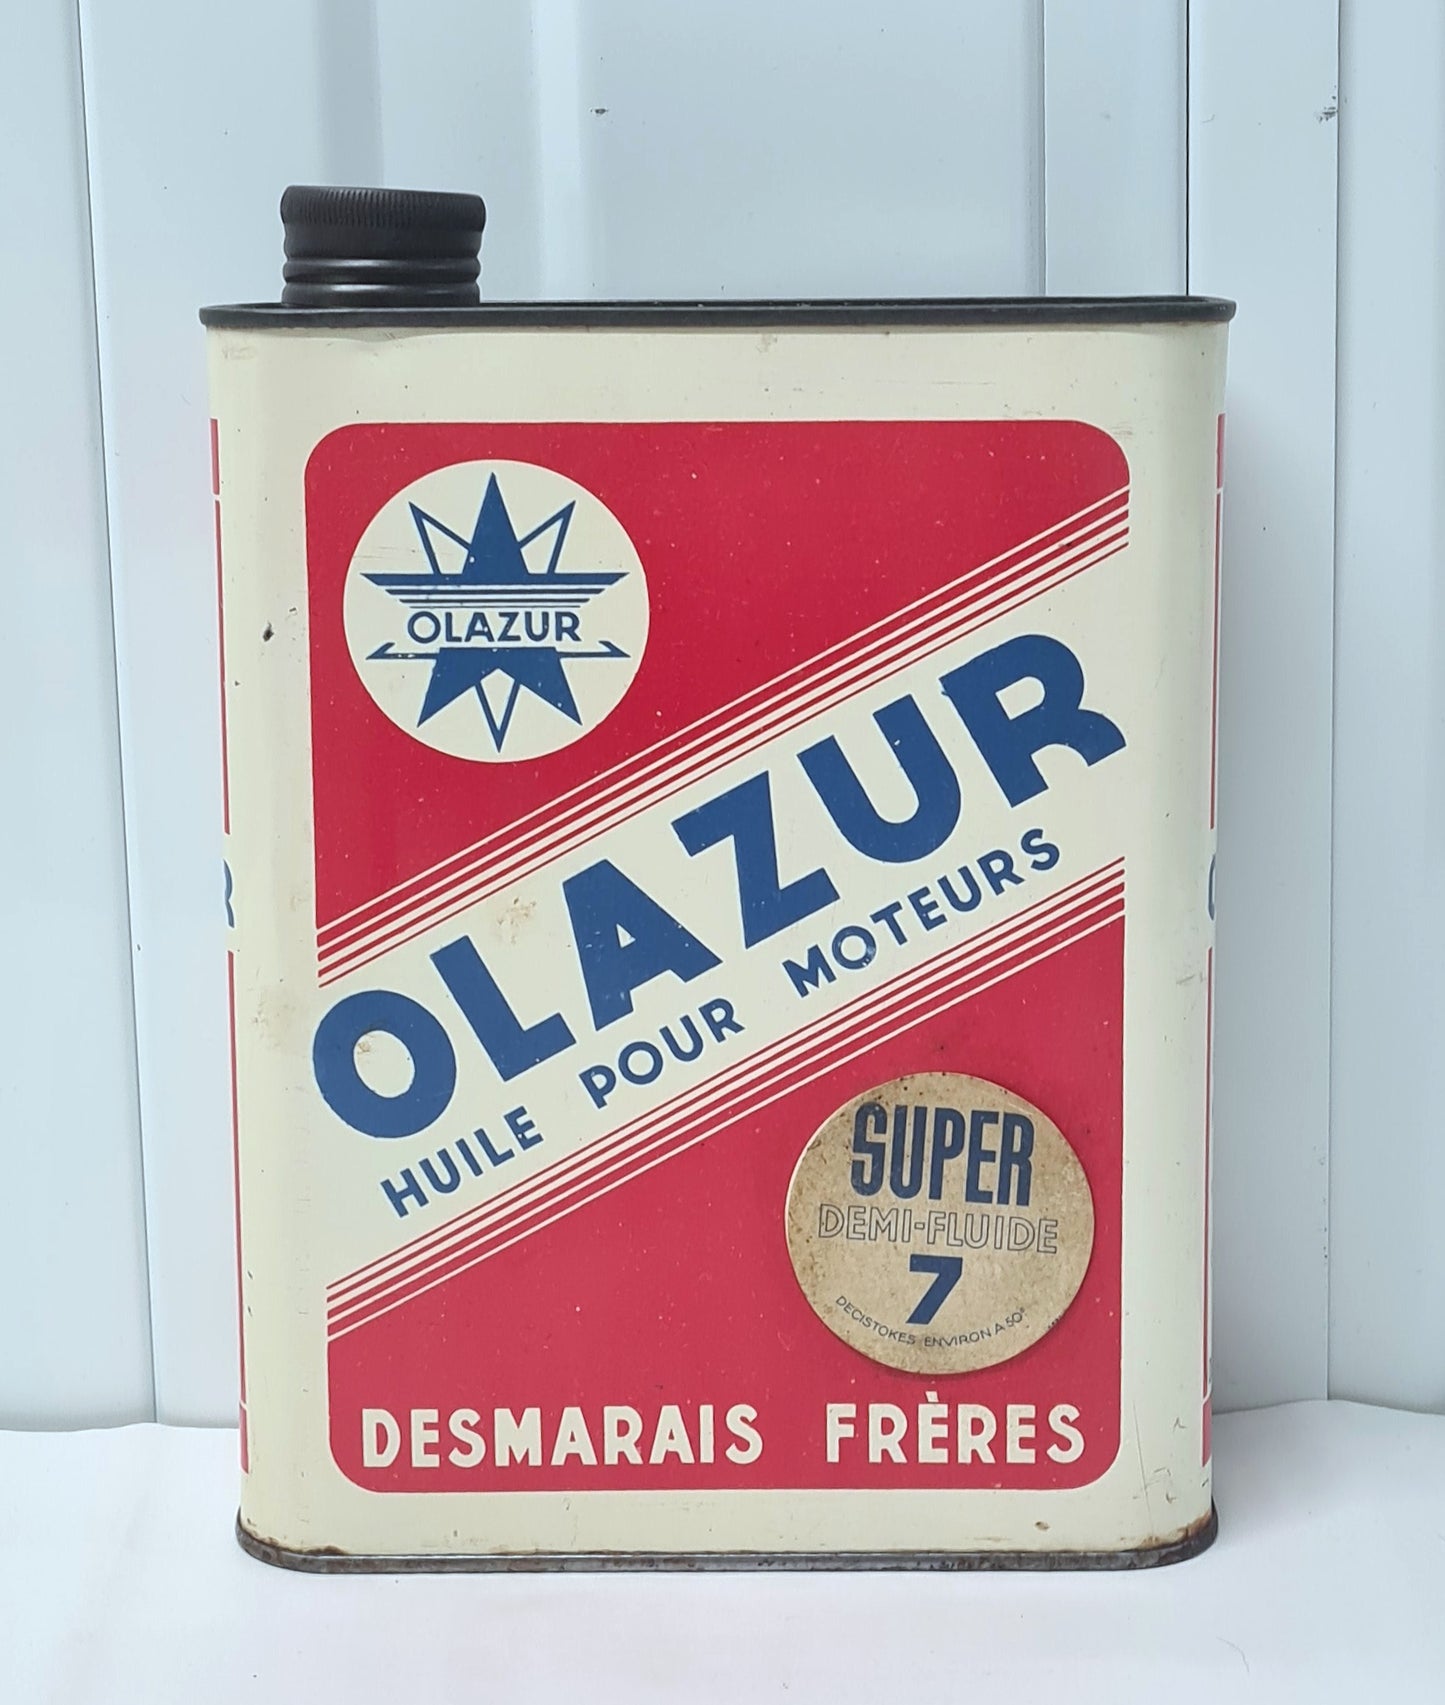 OLAZUR
OLAZUR
HUILE POUR MOTEURS
SUPER
DEMI-FLUIDE
7
DECISTOKES ENVIRON A 50°
DESMARAIS FRÈRES